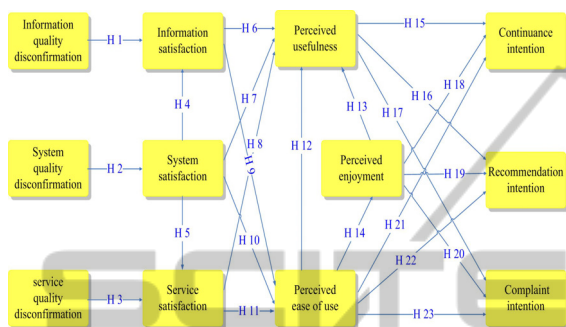 Information
quality
disconfirmation
H 1
Information
satisfaction
H 6
Perceived
usefulness
H 15
Continuance
intention
H 4
H 7
H 8
H 9
H 13
H 17
H 18
H 16
System
quality
disconfirmation
H 2
System
satisfaction
H 12
Perceived
enjoyment
H 19
Recommendation
intention
H 5
H 10
H 14
H 21
H 22
H 20
service
quality
disconfirmation
H 3
Service
satisfaction
H 11
Perceived
ease of use
H 23
Complaint
intention
SCITE